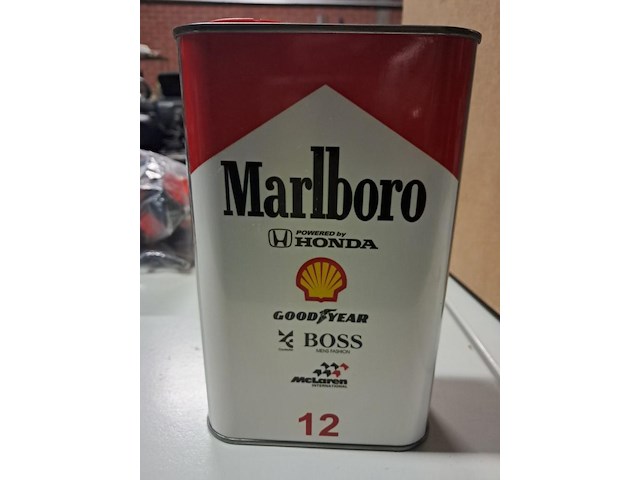 Marlboro
POWERED by
HONDA
GOODYEAR
BOSS
MENS FASHION
McLaren
INTERNATIONAL
12